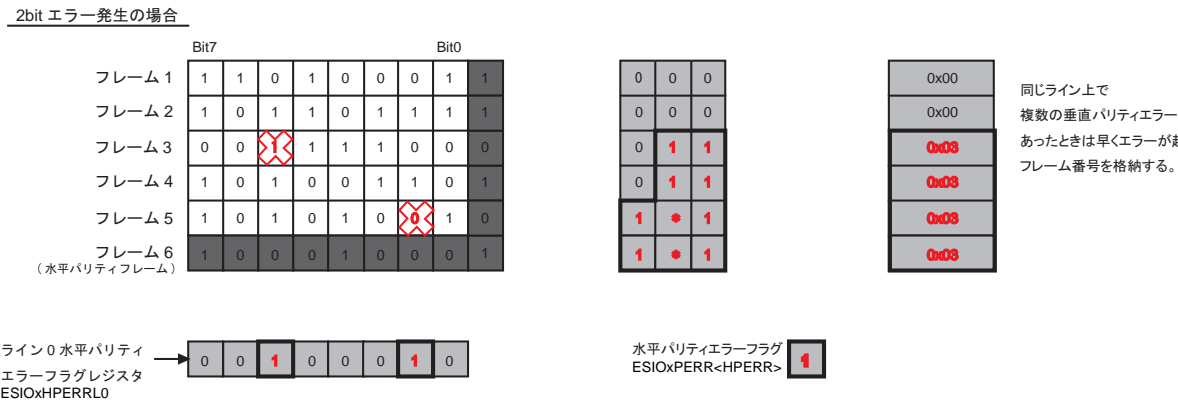 2bit エラー発生の場合
Bit7 Bit0
フレーム 1 1 1 0 1 0 0 0 1 1 0 0 0 0x00
フレーム 2 1 0 1 1 0 1 1 1 1 0 0 0 0x00
フレーム 3 0 0 1 1 1 1 0 0 0 0 1 1 0x03
フレーム 4 1 0 1 0 0 1 1 0 1 0 1 1 0x03
フレーム 5 1 0 1 0 1 0 0 1 0 1 * 1 0x03
フレーム 6 1 0 0 0 1 0 0 0 1 1 * 1 0x03
（ 水平パリティフレーム ）
同じライン上で
複数の垂直パリティエラー
あったときは早くエラーが
フレーム番号を格納する。
ライン 0 水平パリティ
エラーフラグレジスタ
ESIOxHPERRL0
0 0 1 0 0 0 1 0
水平パリティエラーフラグ
ESIOxPERR<HPERR>
1